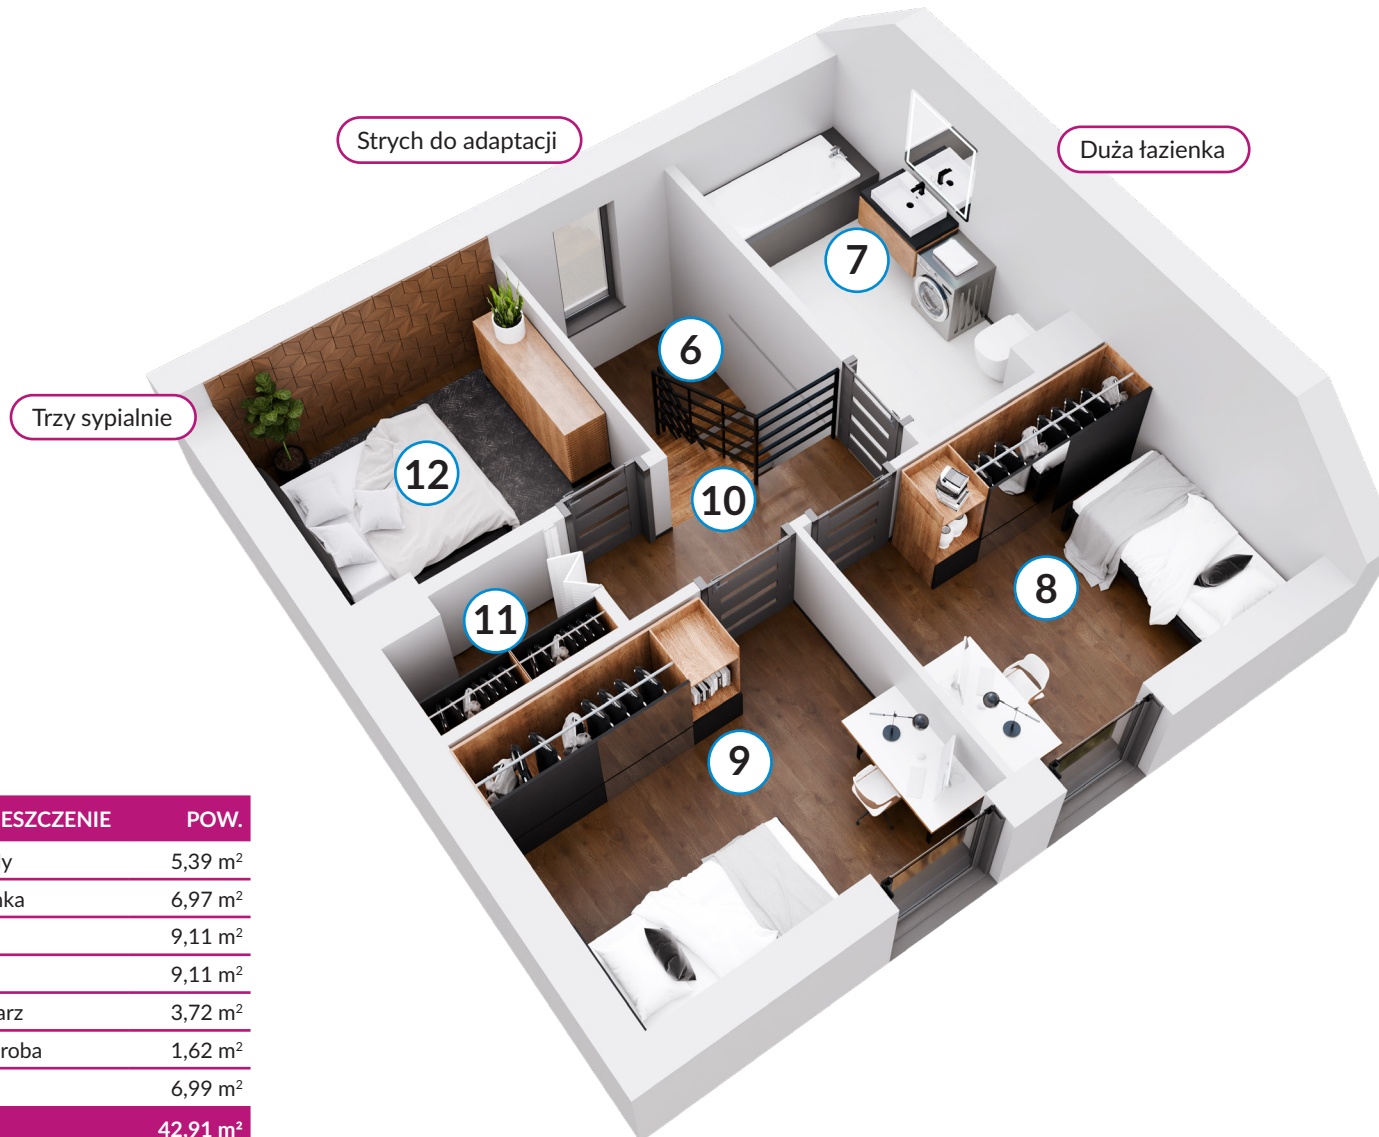 Strych do adaptacji
Duża łazienka
7
6
Trzy sypialnie
12
10
8
11
9
ESZCZENIE POW.
y 5,39 m²
nka 6,97 m²
9,11 m²
9,11 m²
arz 3,72 m²
roba 1,62 m²
6,99 m²
42,91 m²